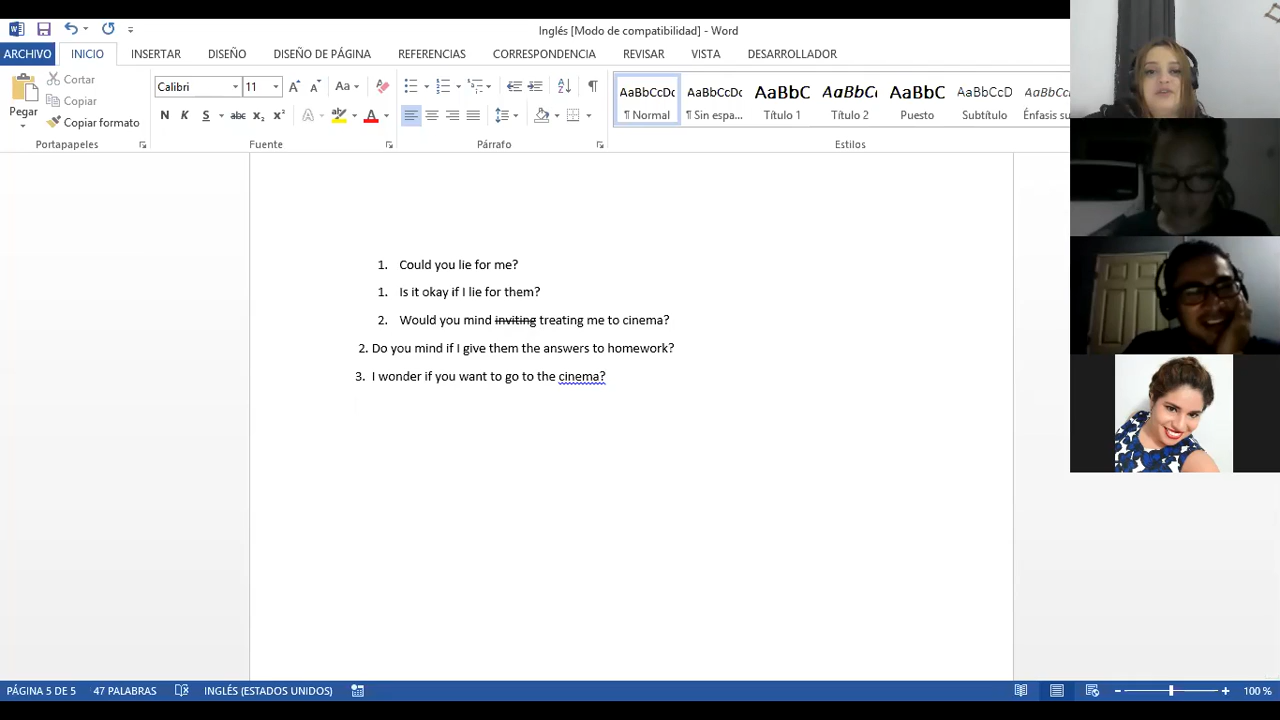 Inglés [Modo de compatibilidad] - Word
ARCHIVO INICIO INSERTAR DISEÑO DISEÑO DE PÁGINA REFERENCIAS CORRESPONDENCIA REVISAR VISTA DESARROLLADOR
Pegar
Cortar
Copiar
Copiar formato
Portapapeles
Calibri 11
N K S abc x₂ x² A A
Fuente
Párrafo
AaBbCcDc AaBbCcDc AaBbC AaBbCc AaBbC AaBbCcD AaBbCcDc
¶ Normal ¶ Sin espa... Título 1 Título 2 Puesto Subtítulo Énfasis su
Estilos
1. Could you lie for me?
1. Is it okay if I lie for them?
2. Would you mind inviting treating me to cinema?
2. Do you mind if I give them the answers to homework?
3. I wonder if you want to go to the cinema?
PÁGINA 5 DE 5 47 PALABRAS INGLÉS (ESTADOS UNIDOS) 100 %